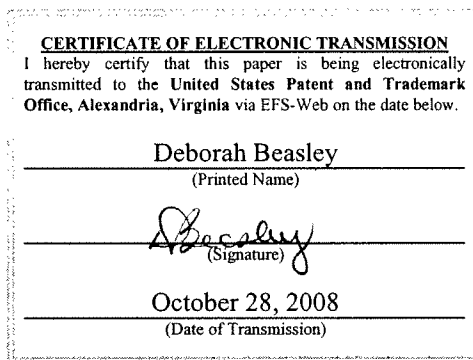 CERTIFICATE OF ELECTRONIC TRANSMISSION
I hereby certify that this paper is being electronically
transmitted to the United States Patent and Trademark
Office, Alexandria, Virginia via EFS-Web on the date below.
Deborah Beasley
(Printed Name)
DBeasley
(Signature)
October 28, 2008
(Date of Transmission)